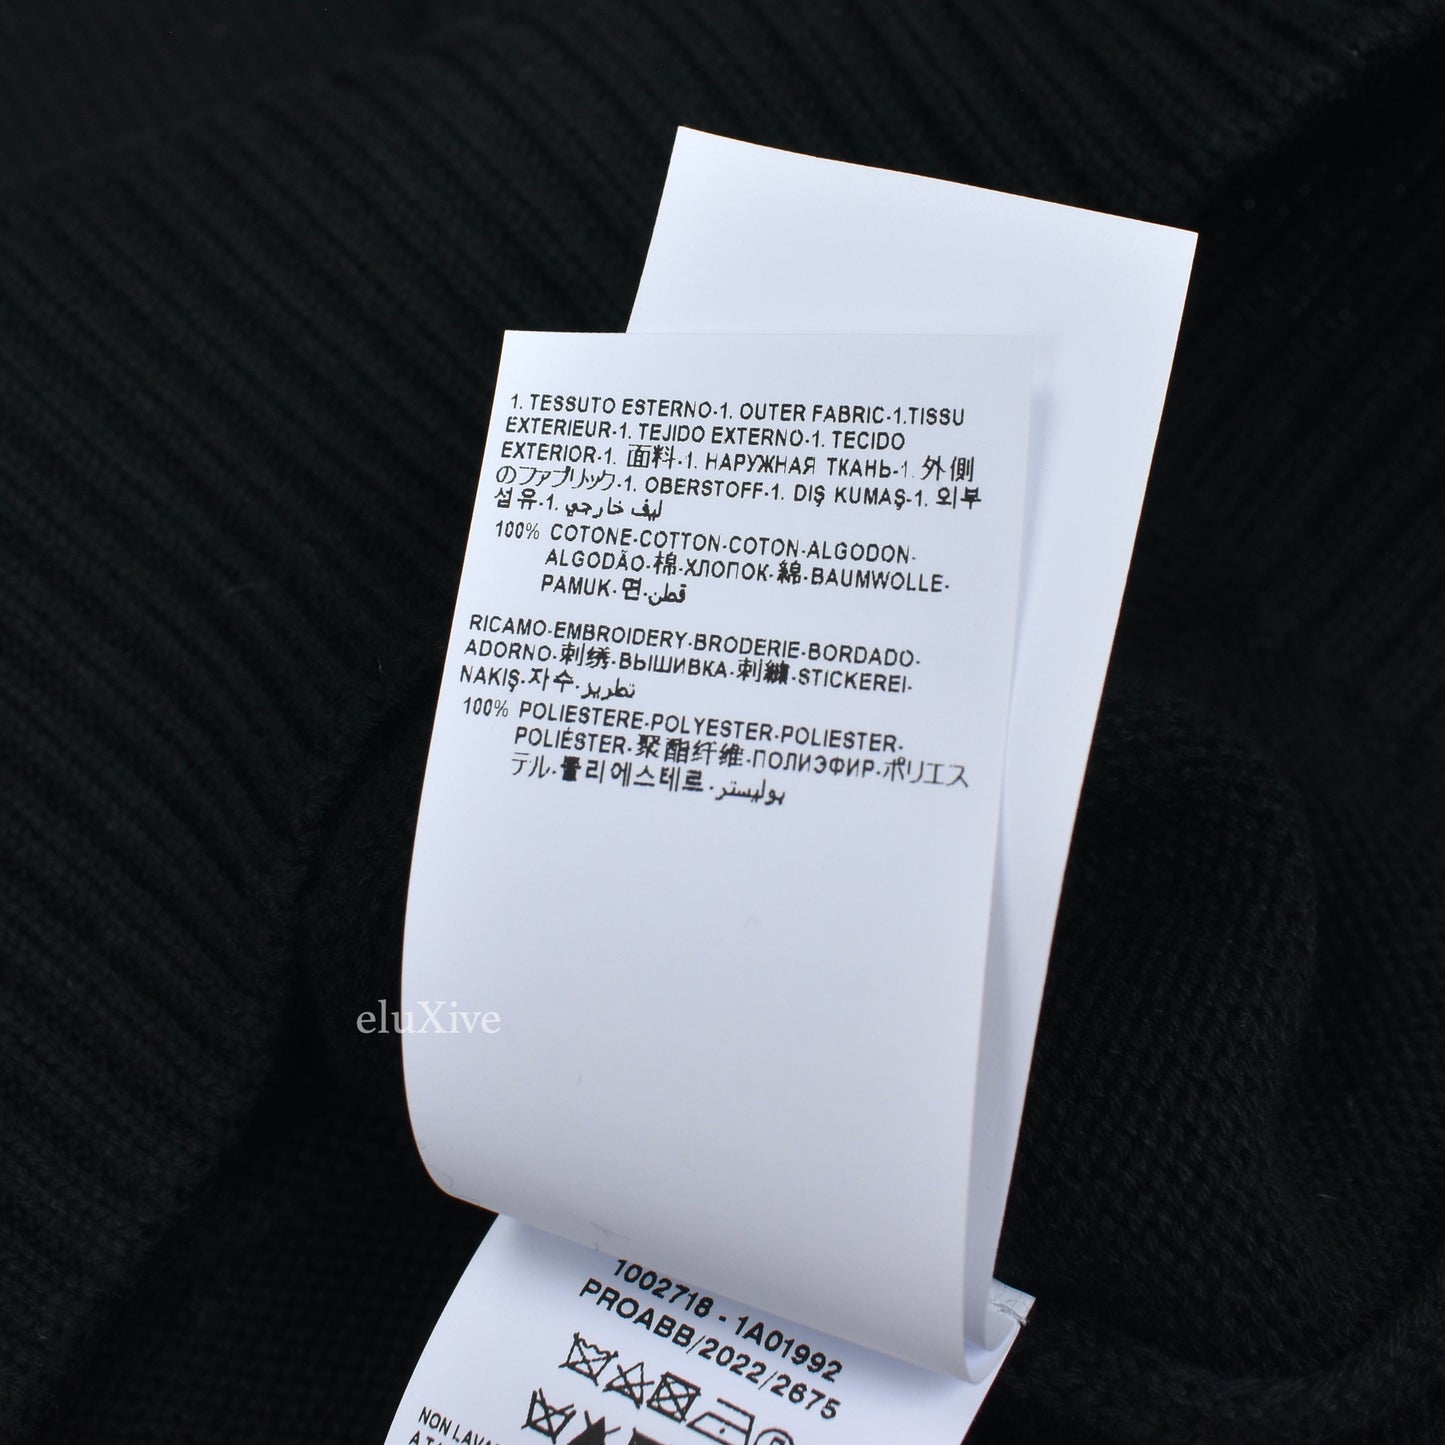 1. TESSUTO ESTERNO-1. OUTER FABRIC-1.TISSU
EXTERIEUR-1. TEJIDO EXTERNO-1. TECIDO
EXTERIOR-1. 面料-1. НАРУЖНАЯ ТКАНЬ-1. 外側
のファブリック-1. OBERSTOFF-1. DIŞ KUMAŞ-1. 외부
섬유-1. ليف خارجي
100% COTONE-COTTON-COTON-ALGODON-
ALGODÃO-棉-ХЛОПОК-綿-BAUMWOLLE-
PAMUK-면-قطن
RICAMO-EMBROIDERY-BRODERIE-BORDADO-
ADORNO-刺绣-ВЫШИВКА-刺繍-STICKEREI-
NAKIŞ-자수-تطريز
100% POLIESTERE-POLYESTER-POLIESTER-
POLIÉSTER-聚酯纤维-ПОЛИЭФИР-ポリエス
テル-폴리에스테르-بوليستر
eluXive
1002718 - 1A01992
PROABB/2022/2675
NON